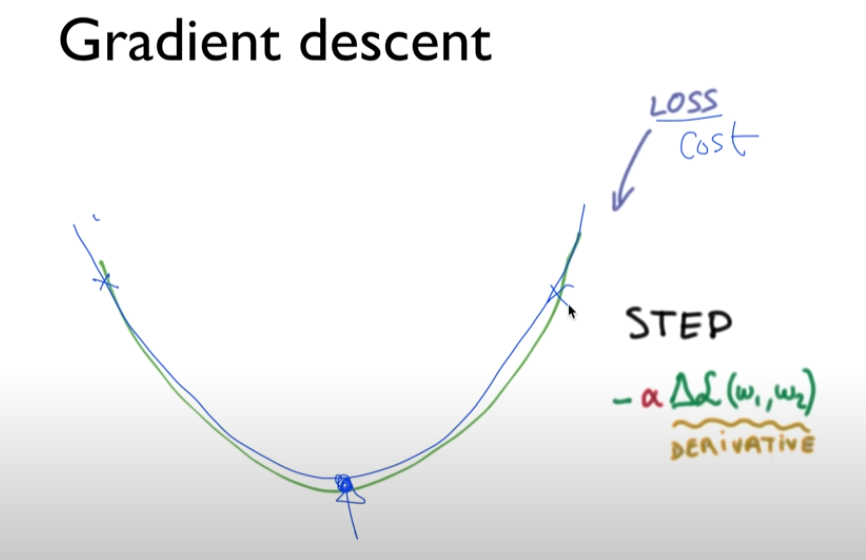 Gradient descent
LOSS
Cost
STEP
- α Δℒ(w₁, w₂)
DERIVATIVE